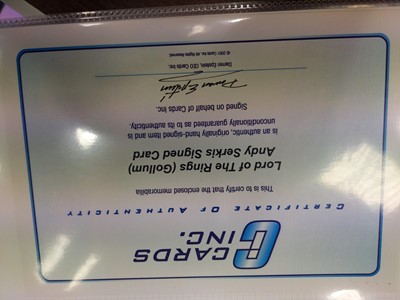 CARDS
INC.
CERTIFICATE OF AUTHENTICITY
This is to certify that the enclosed memorabilia
Lord of The Rings (Gollum)
Andy Serkis Signed Card
is an authentic, originally hand-signed item and is
unconditionally guaranteed as to its authenticity.
Signed on behalf of Cards Inc.
Darren Epstein, CEO Cards Inc.
© 2001 Cards Inc. All Rights Reserved.